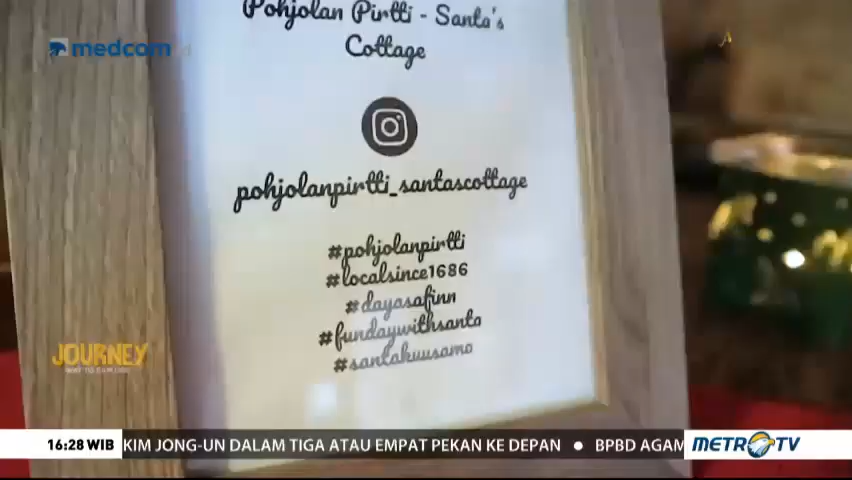 medcom
Pohjolan Pirtti - Santa's
Cottage
pohjolanpirtti_santascottage
#pohjolanpirtti
#localsince1686
#dayasafinn
#fundaywithsanta
#santakuusamo
JOURNEY
16:28 WIB
KIM JONG-UN DALAM TIGA ATAU EMPAT PEKAN KE DEPAN ● BPBD AGAM
METRO TV